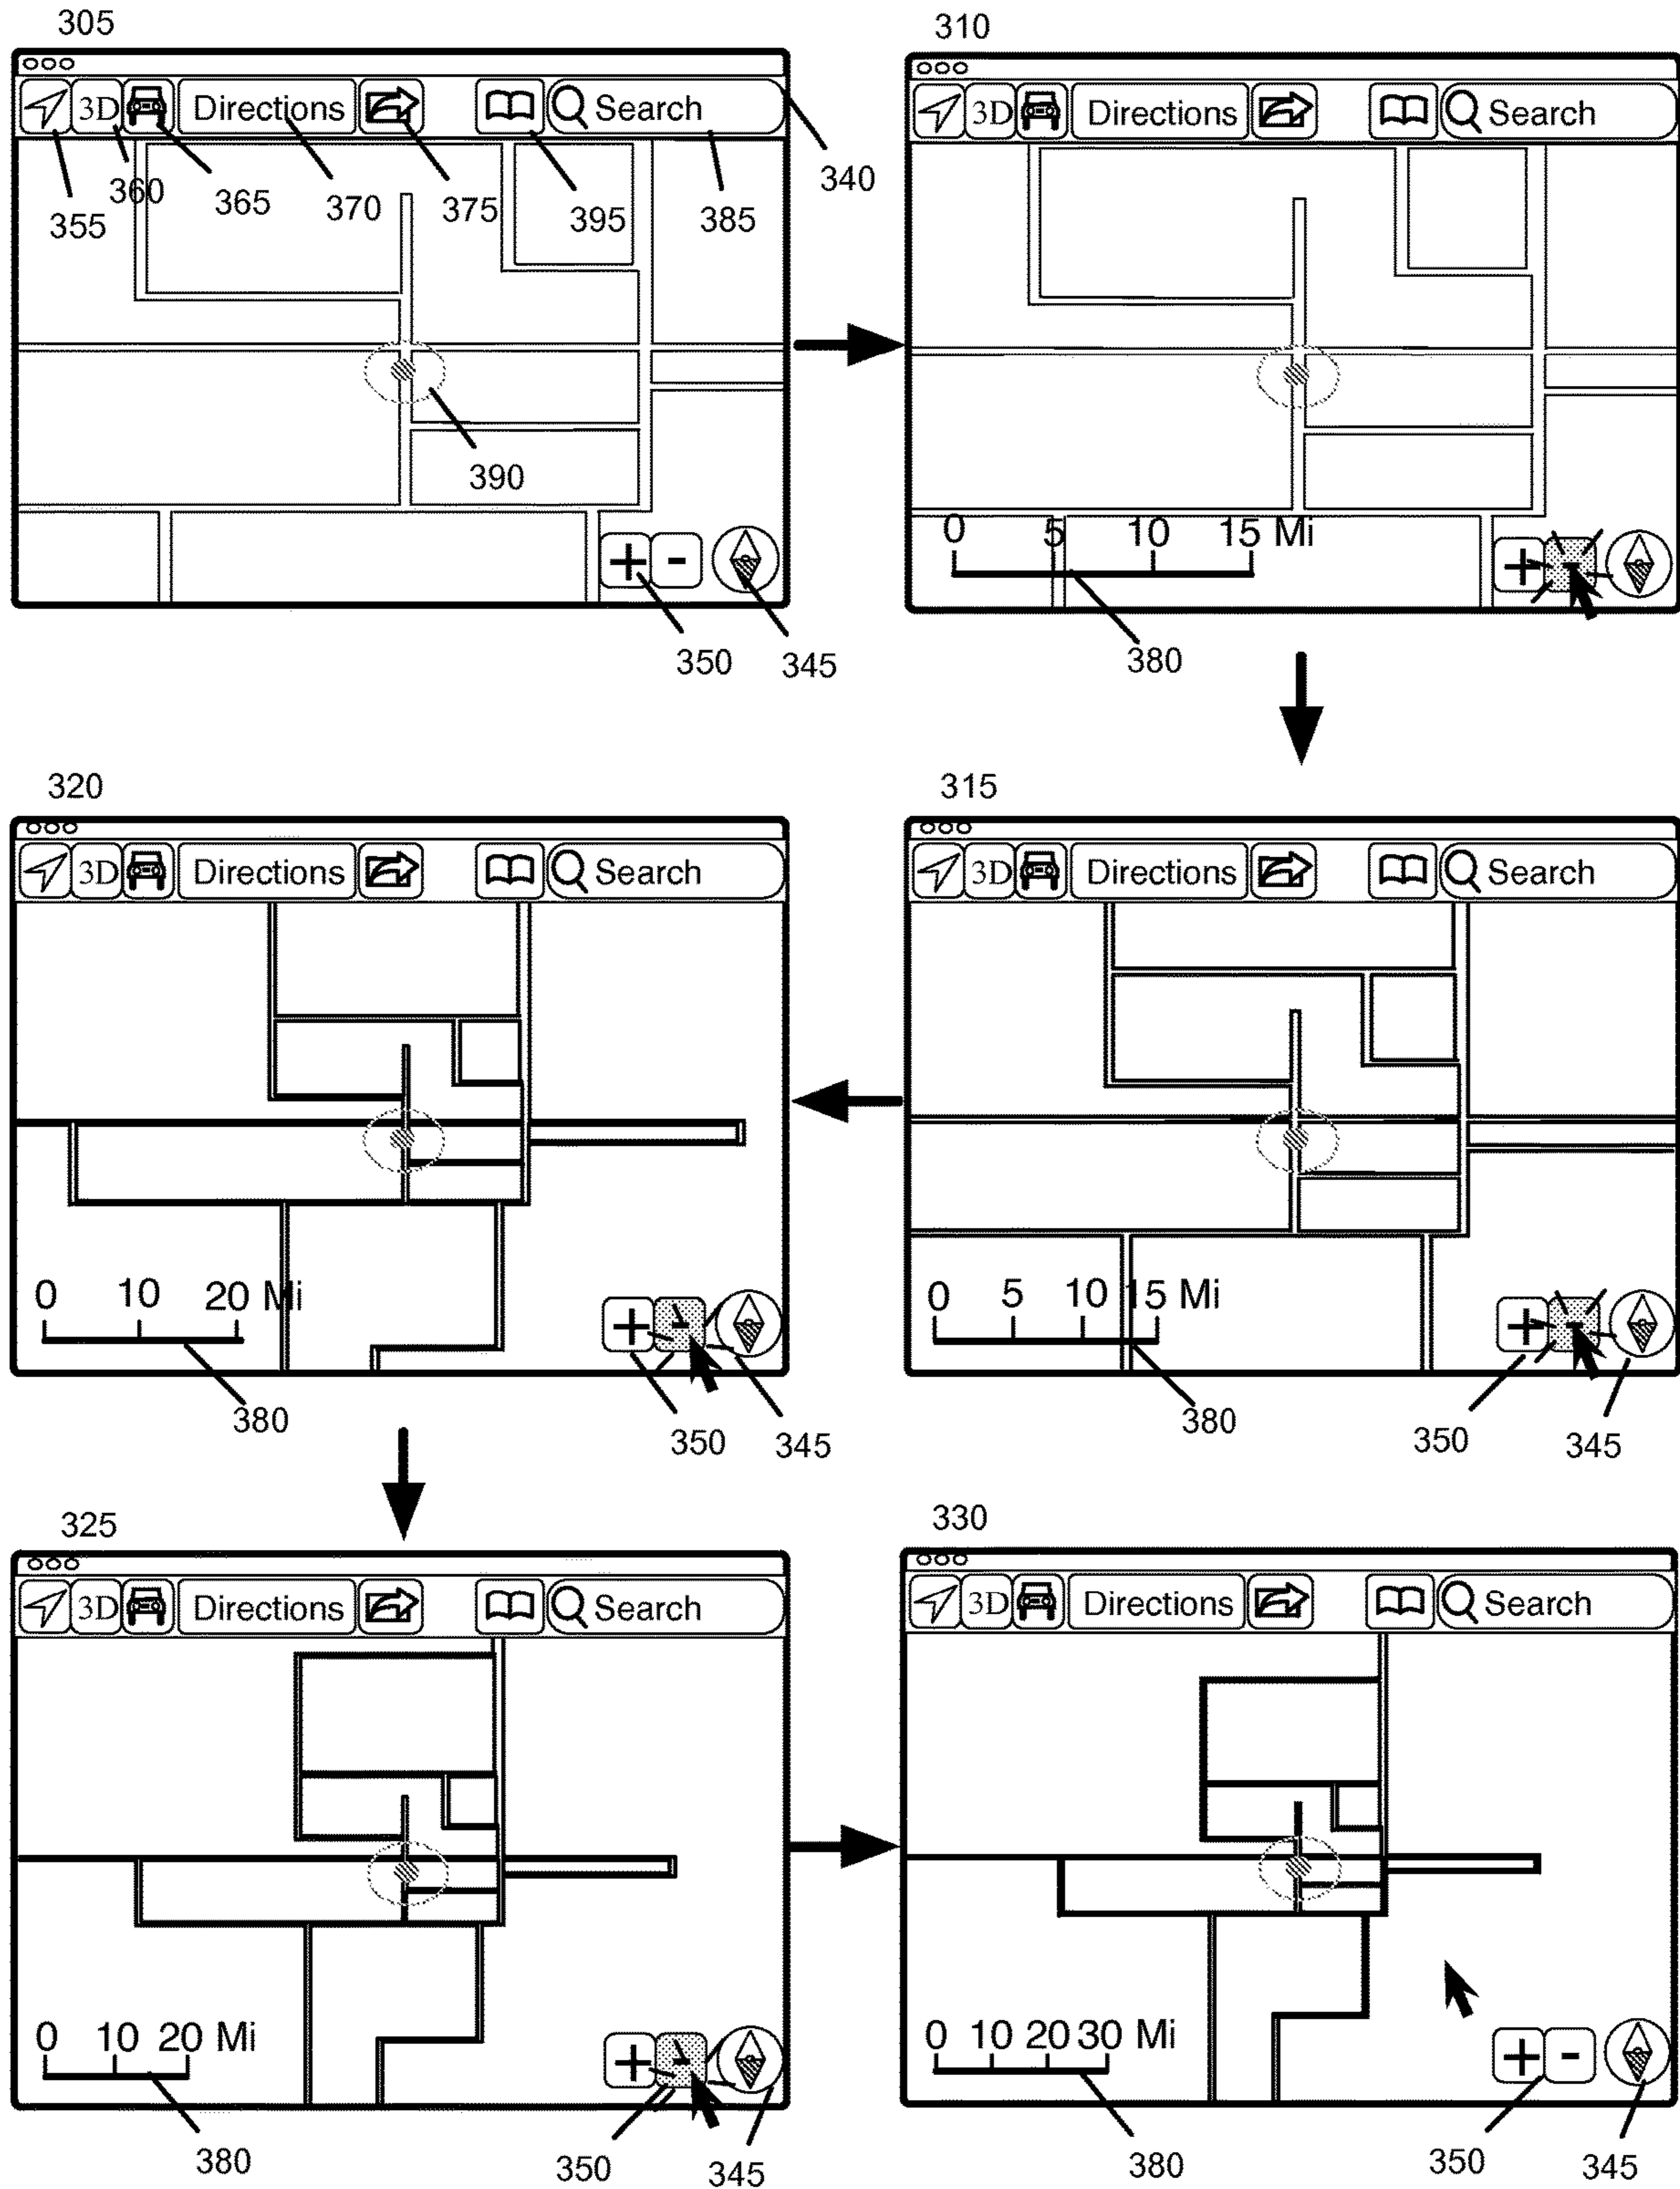 305
3D Directions Search
340
355 360 365 370 375 395 385
390
+ -
350 345
310
3D Directions Search
0 5 10 15 Mi
+ -
380
320
3D Directions Search
0 10 20 Mi
+ -
380 350 345
315
3D Directions Search
0 5 10 15 Mi
+ -
380 350 345
325
3D Directions Search
0 10 20 Mi
+ -
380 350 345
330
3D Directions Search
0 10 20 30 Mi
+ -
380 350 345